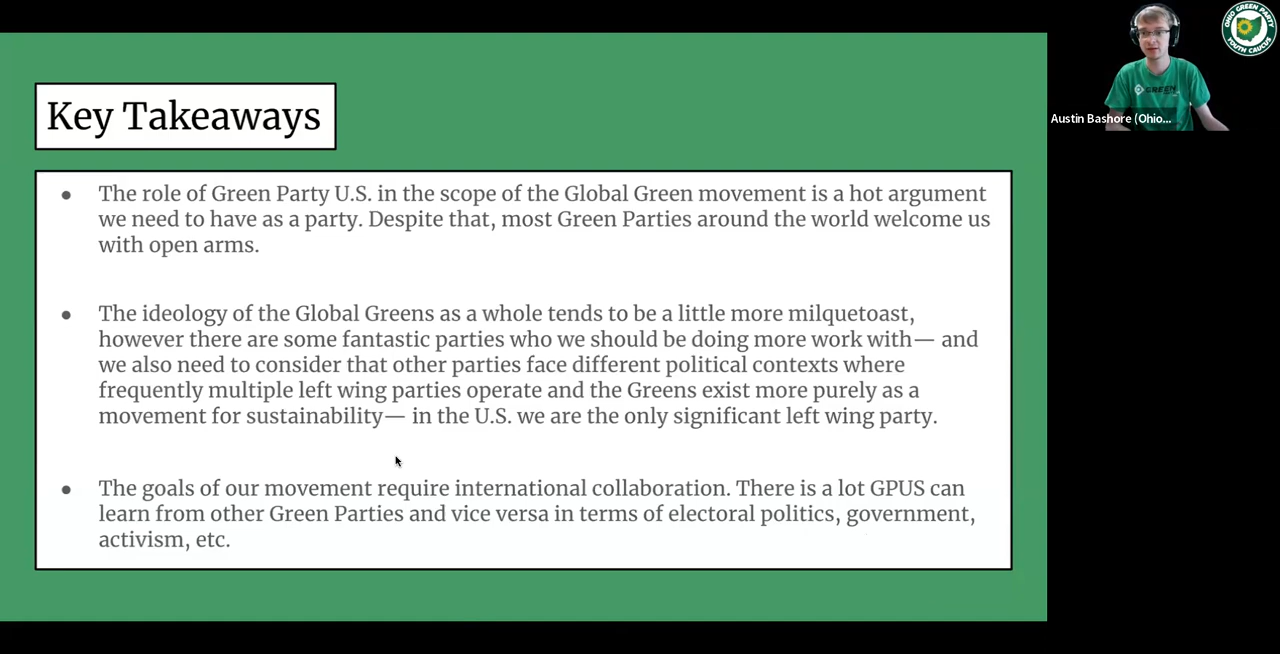 Key Takeaways
● The role of Green Party U.S. in the scope of the Global Green movement is a hot argument
we need to have as a party. Despite that, most Green Parties around the world welcome us
with open arms.
● The ideology of the Global Greens as a whole tends to be a little more milquetoast,
however there are some fantastic parties who we should be doing more work with— and
we also need to consider that other parties face different political contexts where
frequently multiple left wing parties operate and the Greens exist more purely as a
movement for sustainability— in the U.S. we are the only significant left wing party.
● The goals of our movement require international collaboration. There is a lot GPUS can
learn from other Green Parties and vice versa in terms of electoral politics, government,
activism, etc.
GREEN
Austin Bashore (Ohio...
OHIO GREEN PARTY
YOUTH CAUCUS